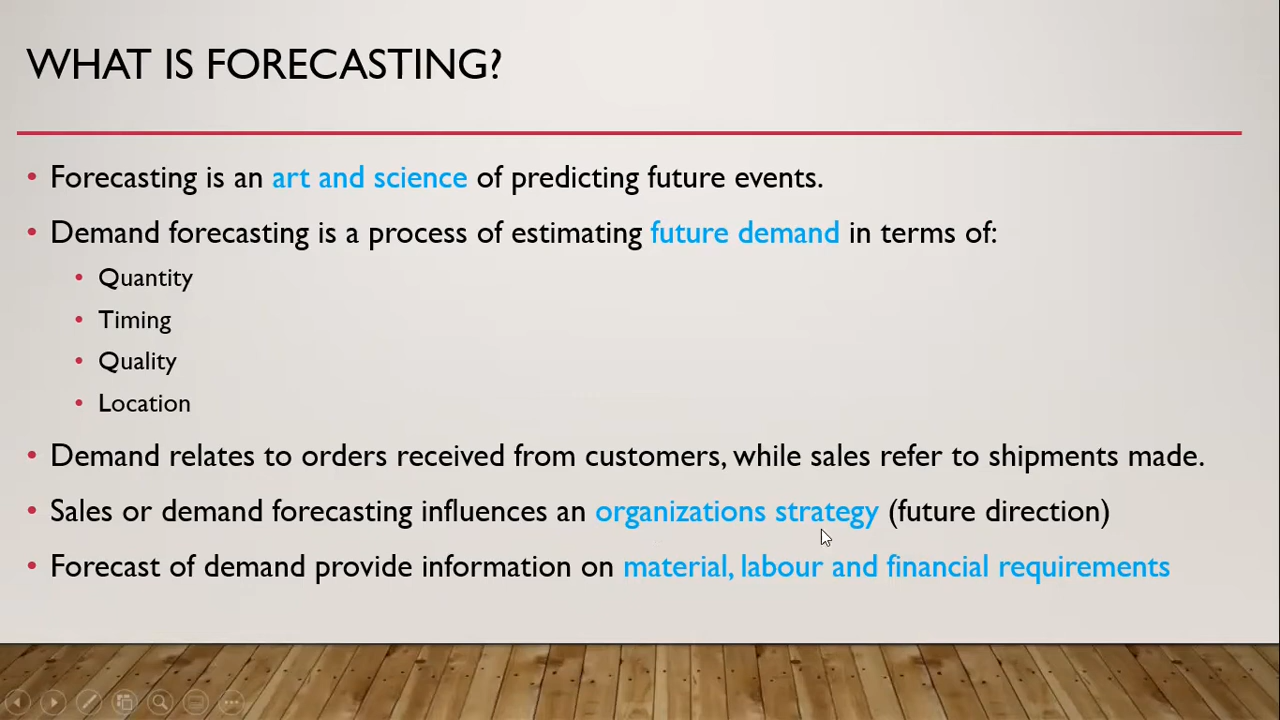 WHAT IS FORECASTING?
• Forecasting is an art and science of predicting future events.
• Demand forecasting is a process of estimating future demand in terms of:
• Quantity
• Timing
• Quality
• Location
• Demand relates to orders received from customers, while sales refer to shipments made.
• Sales or demand forecasting influences an organizations strategy (future direction)
• Forecast of demand provide information on material, labour and financial requirements